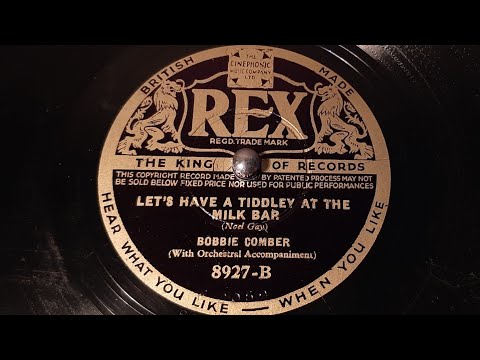 BRITISH MADE
THE
CINEPHONIC
MUSIC COMPANY
LTD
REX
REGD. TRADE MARK
THE KING OF RECORDS
THIS COPYRIGHT RECORD MADE BY PATENTED PROCESS MAY NOT
BE SOLD BELOW FIXED PRICE NOR USED FOR PUBLIC PERFORMANCES
LET'S HAVE A TIDDLEY AT THE
MILK BAR
(Noel Gay)
BOBBIE COMBER
(With Orchestral Accompaniment)
8927-B
HEAR WHAT YOU LIKE — WHEN YOU LIKE